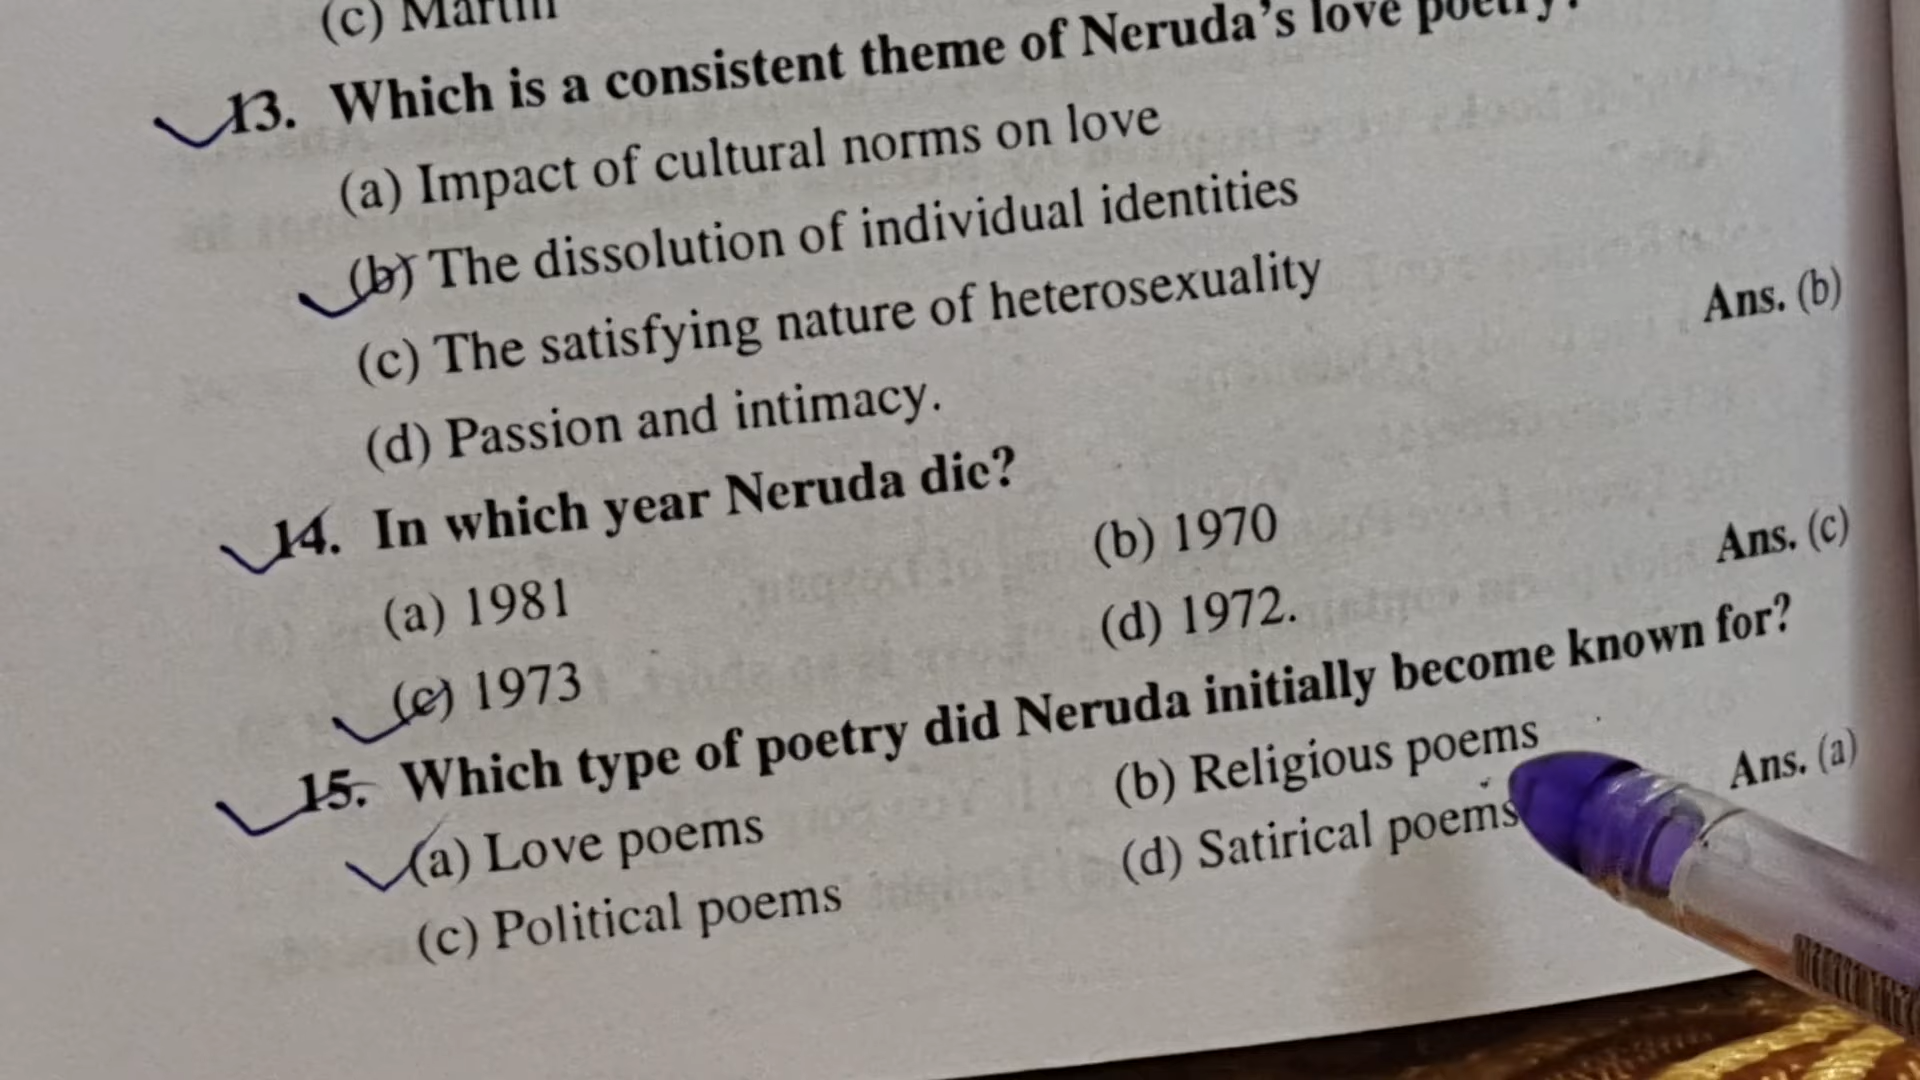 (c) Martin
13. Which is a consistent theme of Neruda's love poetry?
(a) Impact of cultural norms on love
(b) The dissolution of individual identities
(c) The satisfying nature of heterosexuality
(d) Passion and intimacy. Ans. (b)
14. In which year Neruda die?
(a) 1981 (b) 1970
(c) 1973 (d) 1972. Ans. (c)
15. Which type of poetry did Neruda initially become known for?
(a) Love poems (b) Religious poems
(c) Political poems (d) Satirical poems Ans. (a)